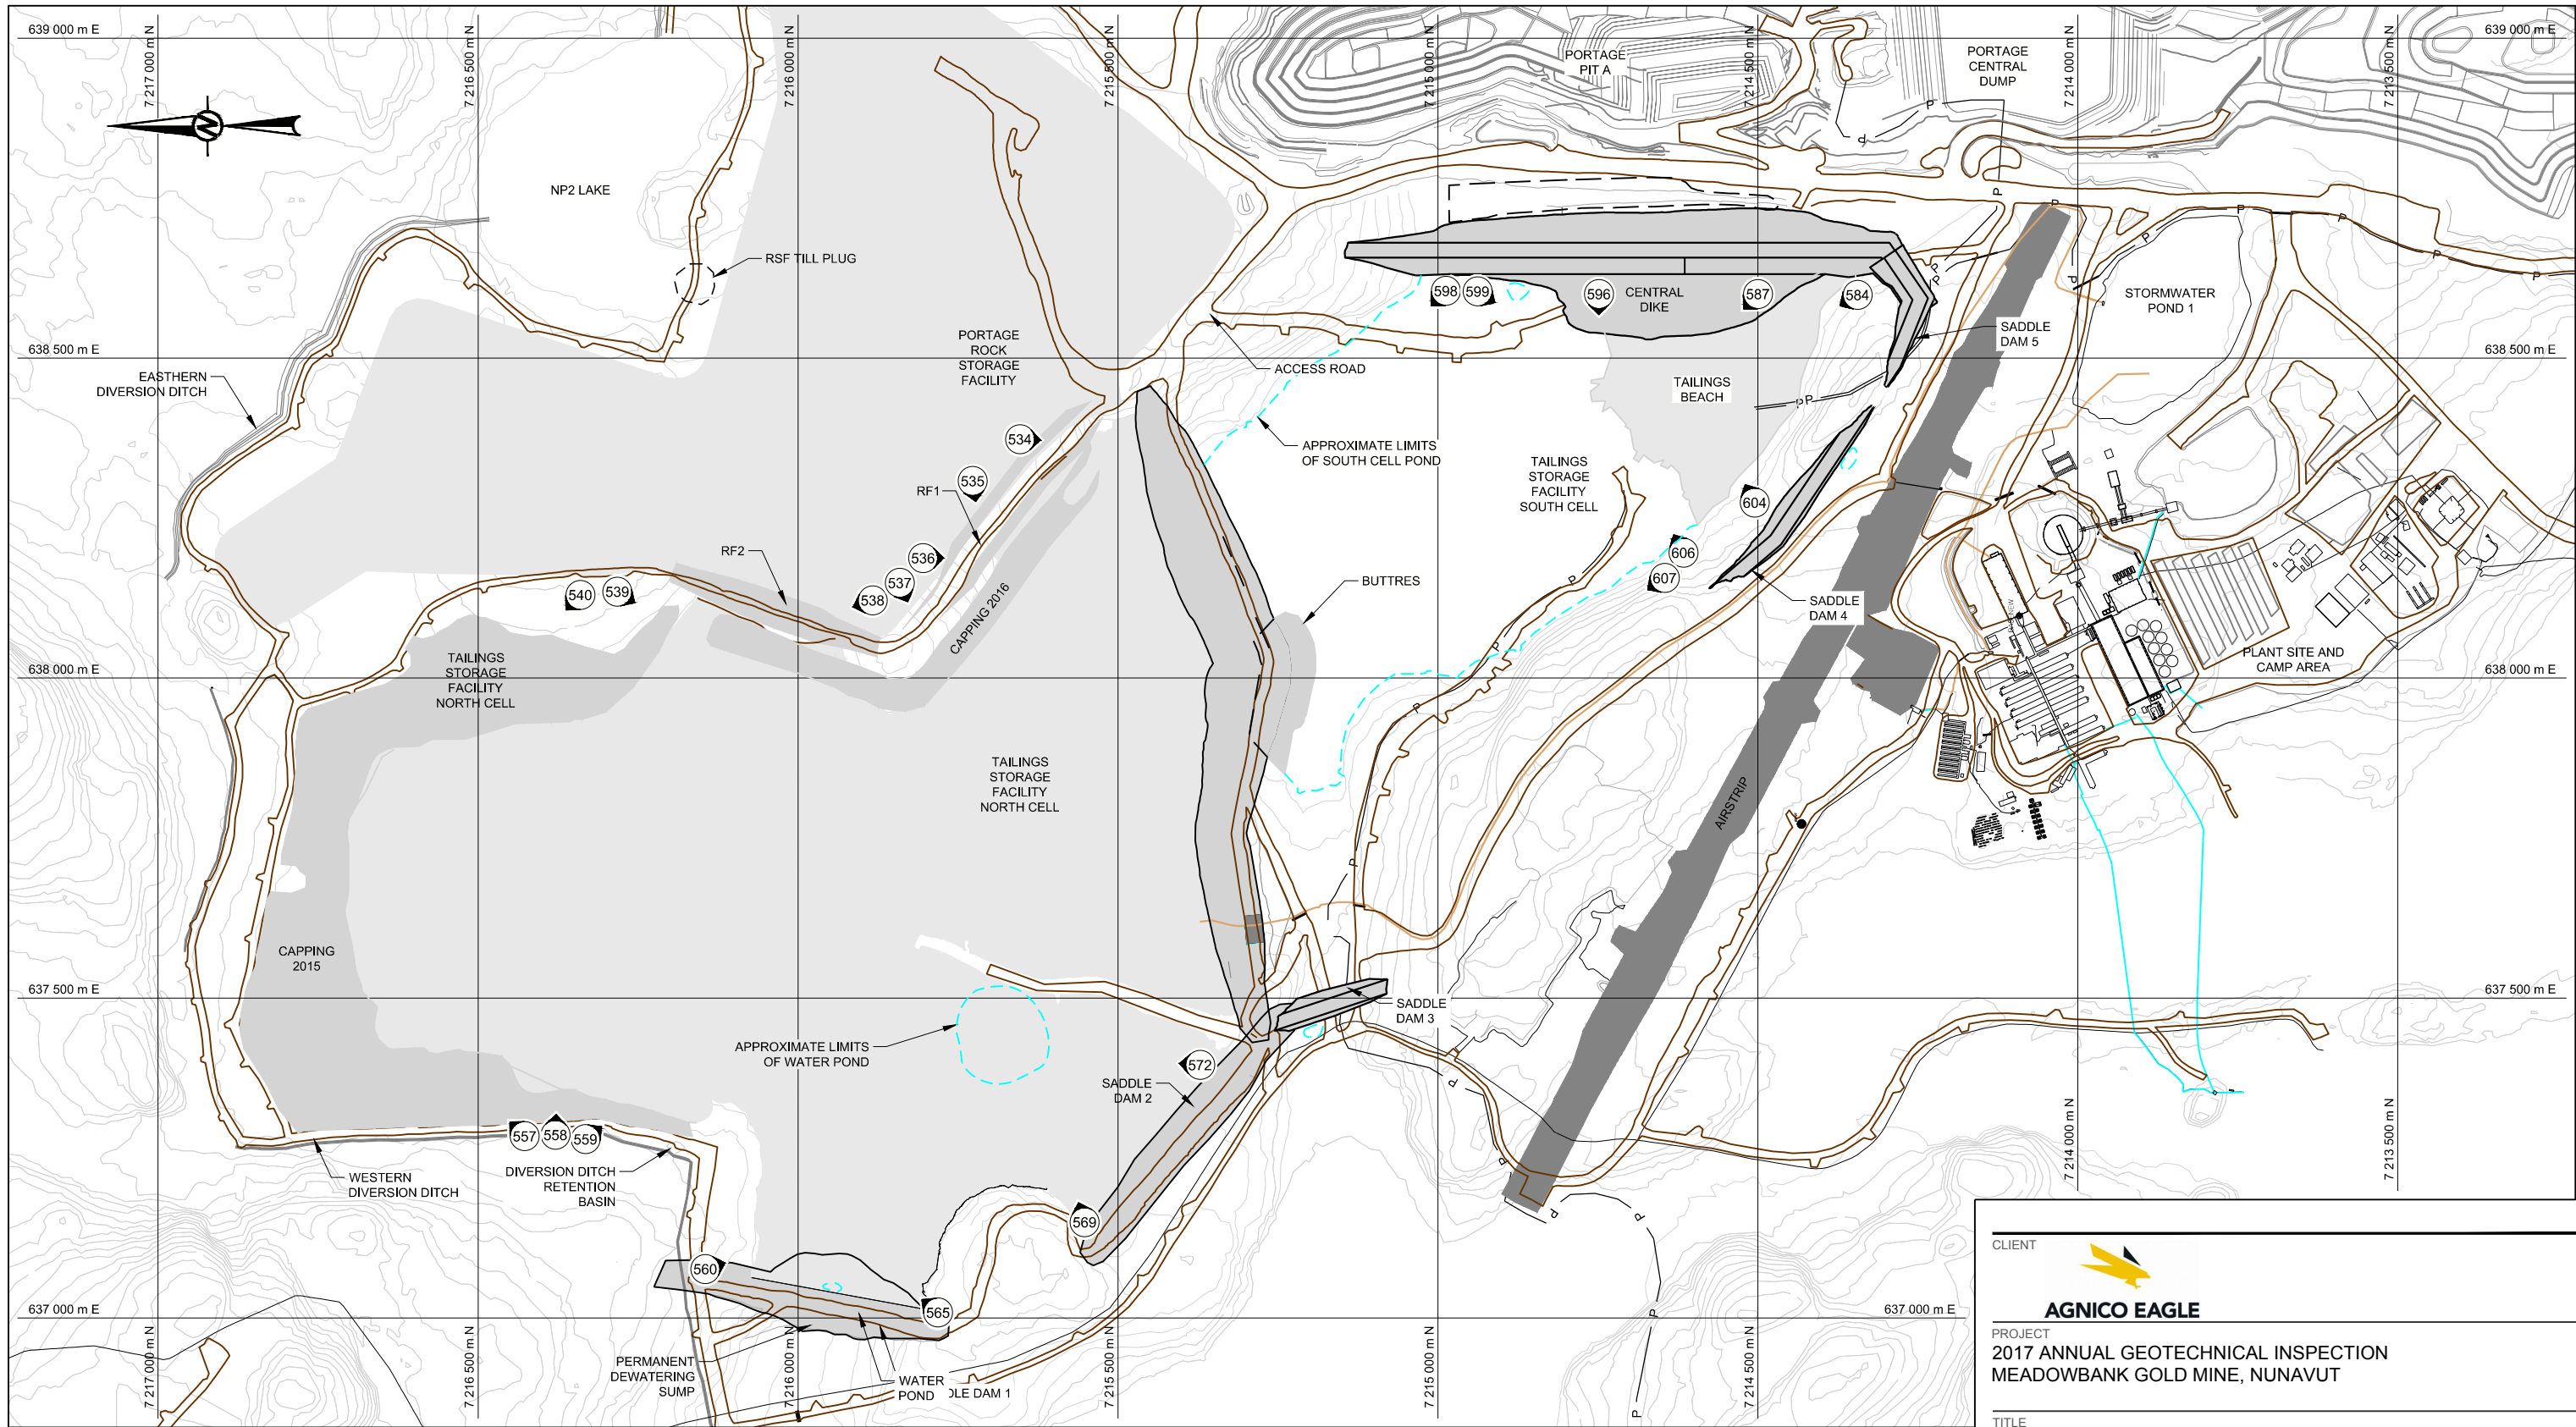 639 000 m E
7 217 000 m N
7 216 500 m N
7 216 000 m N
7 215 500 m N
7 215 000 m N
7 214 500 m N
7 214 000 m N
7 213 500 m N
639 000 m E
N
PORTAGE
PIT A
PORTAGE
CENTRAL
DUMP
NP2 LAKE
RSF TILL PLUG
598
599
596
CENTRAL
DIKE
587
584
STORMWATER
POND 1
SADDLE
DAM 5
638 500 m E
638 500 m E
PORTAGE
ROCK
STORAGE
FACILITY
ACCESS ROAD
EASTHERN
DIVERSION DITCH
TAILINGS
BEACH
534
APPROXIMATE LIMITS
OF SOUTH CELL POND
535
RF1
TAILINGS
STORAGE
FACILITY
SOUTH CELL
604
RF2
536
537
538
606
607
540
539
CAPPING 2016
BUTTRES
SADDLE
DAM 4
PLANT SITE AND
CAMP AREA
638 000 m E
638 000 m E
TAILINGS
STORAGE
FACILITY
NORTH CELL
TAILINGS
STORAGE
FACILITY
NORTH CELL
AIRSTRIP
CAPPING
2015
637 500 m E
637 500 m E
SADDLE
DAM 3
APPROXIMATE LIMITS
OF WATER POND
572
SADDLE
DAM 2
557
558
559
WESTERN
DIVERSION DITCH
DIVERSION DITCH
RETENTION
BASIN
569
560
565
637 000 m E
637 000 m E
PERMANENT
DEWATERING
SUMP
WATER
POND
DLE DAM 1
7 217 000 m N
7 216 500 m N
7 216 000 m N
7 215 500 m N
7 215 000 m N
7 214 500 m N
7 214 000 m N
7 213 500 m N
CLIENT
AGNICO EAGLE
PROJECT
2017 ANNUAL GEOTECHNICAL INSPECTION
MEADOWBANK GOLD MINE, NUNAVUT
TITLE